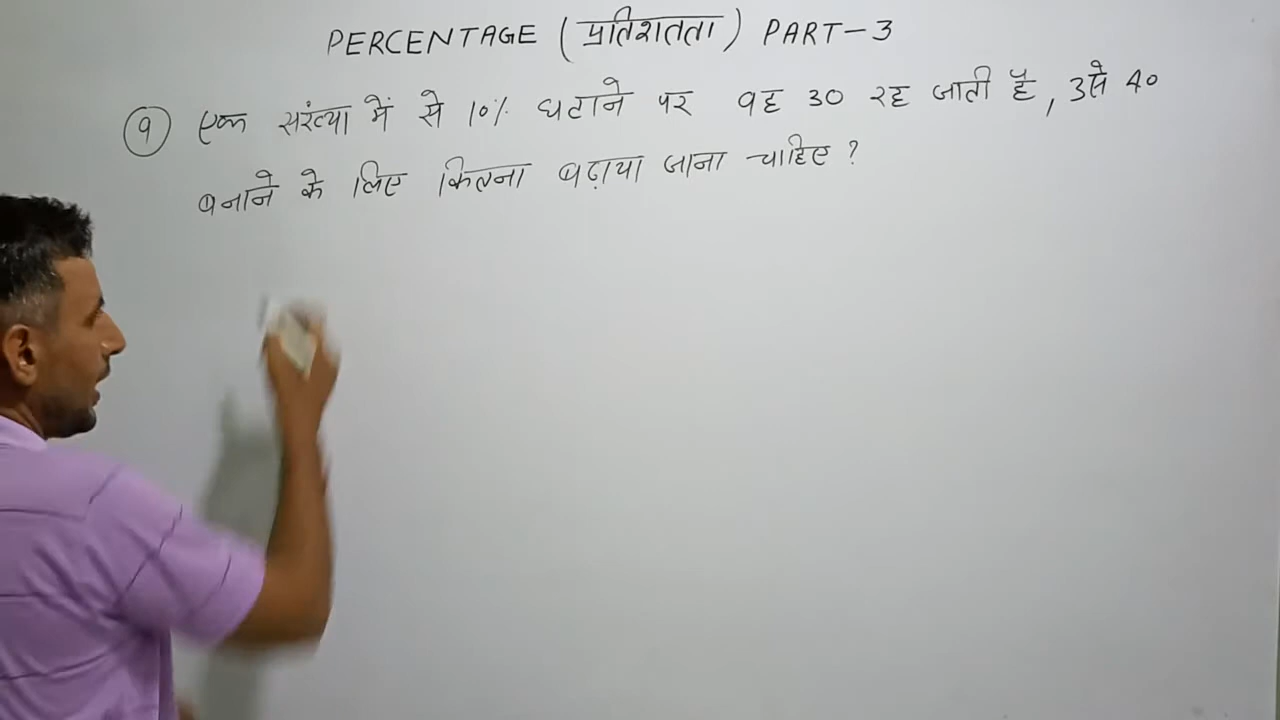 PERCENTAGE (प्रतिशतता) PART-3
9 एक संख्या में से 10% घटाने पर वह 30 रह जाती है, उसे 40
बनाने के लिए कितना बढ़ाया जाना चाहिए?